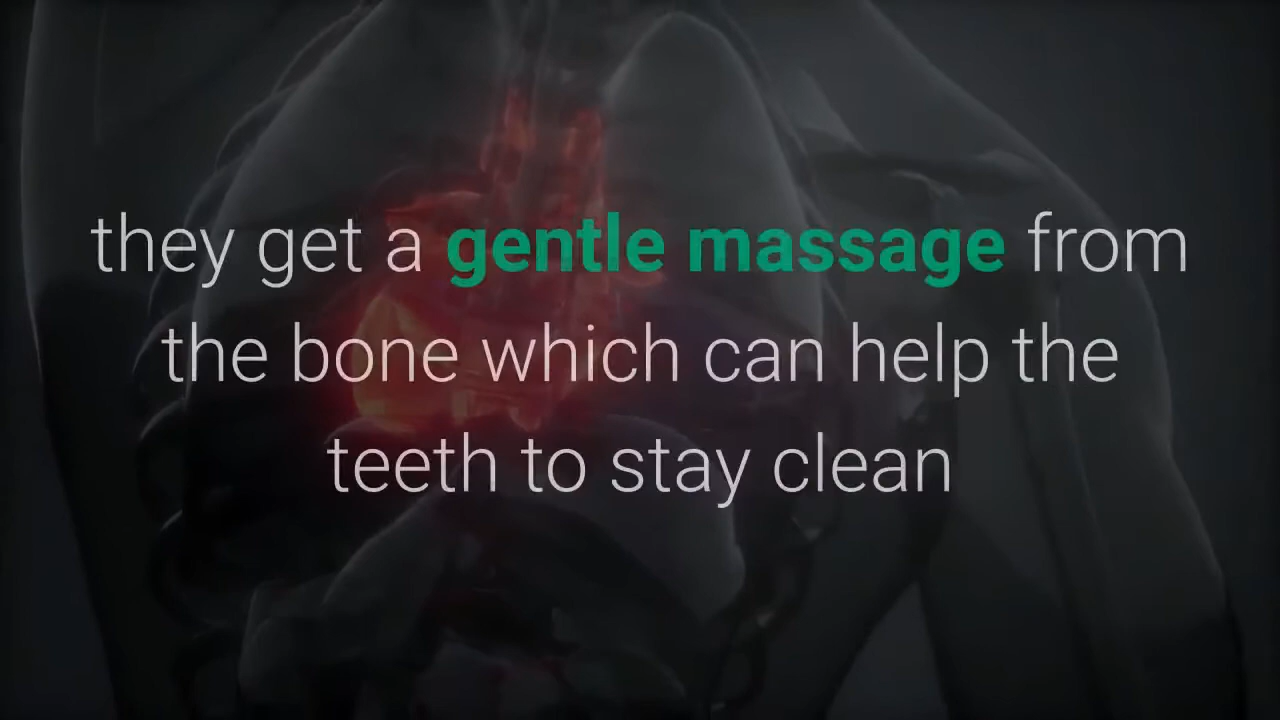 they get a gentle massage from
the bone which can help the
teeth to stay clean